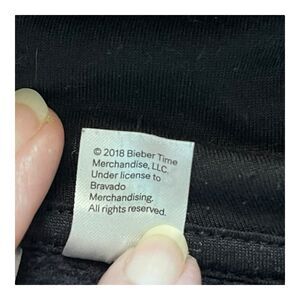 © 2018 Bieber Time
Merchandise, LLC.
Under license to
Bravado
Merchandising.
All rights reserved.